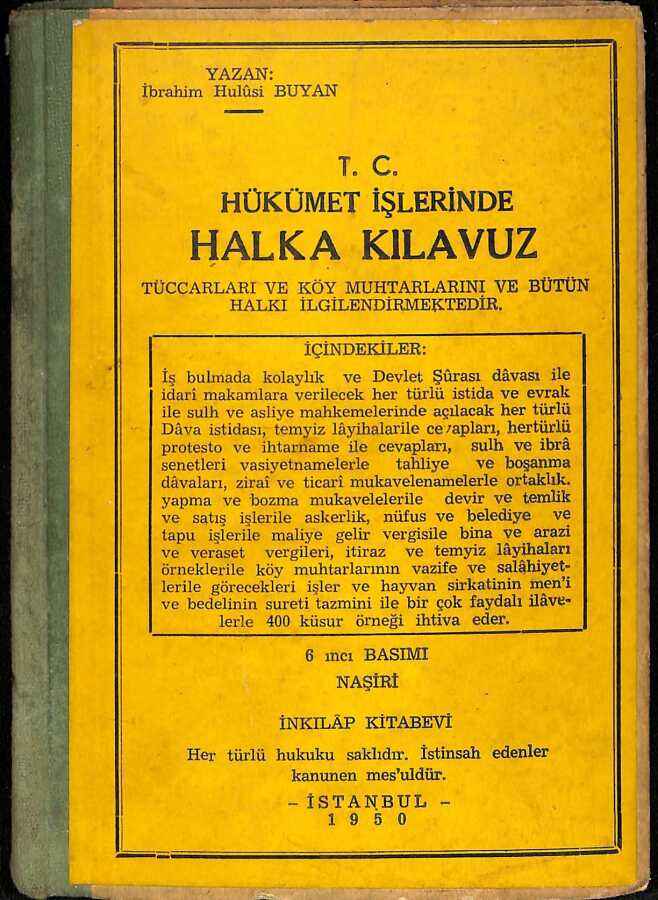 YAZAN:
İbrahim Hulûsi BUYAN
T. C.
HÜKÜMET İŞLERİNDE
HALKA KILAVUZ
TÜCCARLARI VE KÖY MUHTARLARINI VE BÜTÜN
HALKI İLGİLENDİRMEKTEDİR.
İÇİNDEKİLER:
İş bulmada kolaylık ve Devlet Şûrası dâvası ile
idarî makamlara verilecek her türlü istida ve evrak
ile sulh ve asliye mahkemelerinde açılacak her türlü
Dâva istidası, temyiz lâyihalarile cevapları, hertürlü
protesto ve ihtarname ile cevapları, sulh ve ibrâ
senetleri vasiyetnamelerle tahliye ve boşanma
dâvaları, ziraî ve ticarî mukavelenamelerle ortaklık.
yapma ve bozma mukavelelerile devir ve temlik
ve satış işlerile askerlik, nüfus ve belediye ve
tapu işlerile maliye gelir vergisile bina ve arazi
ve veraset vergileri, itiraz ve temyiz lâyihaları
örneklerile köy muhtarlarının vazife ve salâhiyet-
lerile görecekleri işler ve hayvan sirkatinin men'i
ve bedelinin sureti tazmini ile bir çok faydalı ilâve-
lerle 400 küsur örneği ihtiva eder.
6 ıncı BASIMI
NAŞİRİ
İNKILÂP KİTABEVİ
Her türlü hukuku saklıdır. İstinsah edenler
kanunen mes'uldür.
– İSTANBUL –
1950